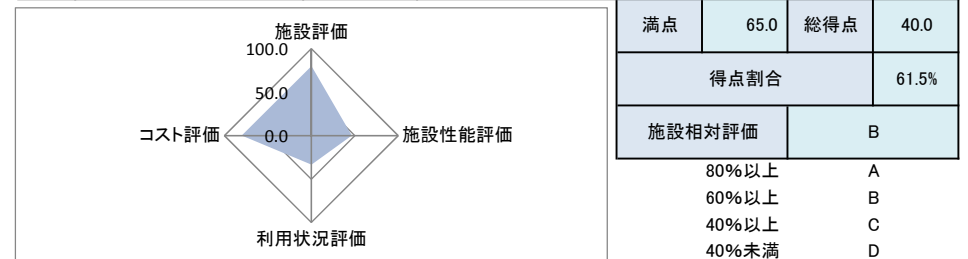 施設評価
100.0
50.0
コスト評価 0.0 施設性能評価
利用状況評価
満点 65.0 総得点 40.0
得点割合 61.5%
施設相対評価 B
80%以上 A
60%以上 B
40%以上 C
40%未満 D